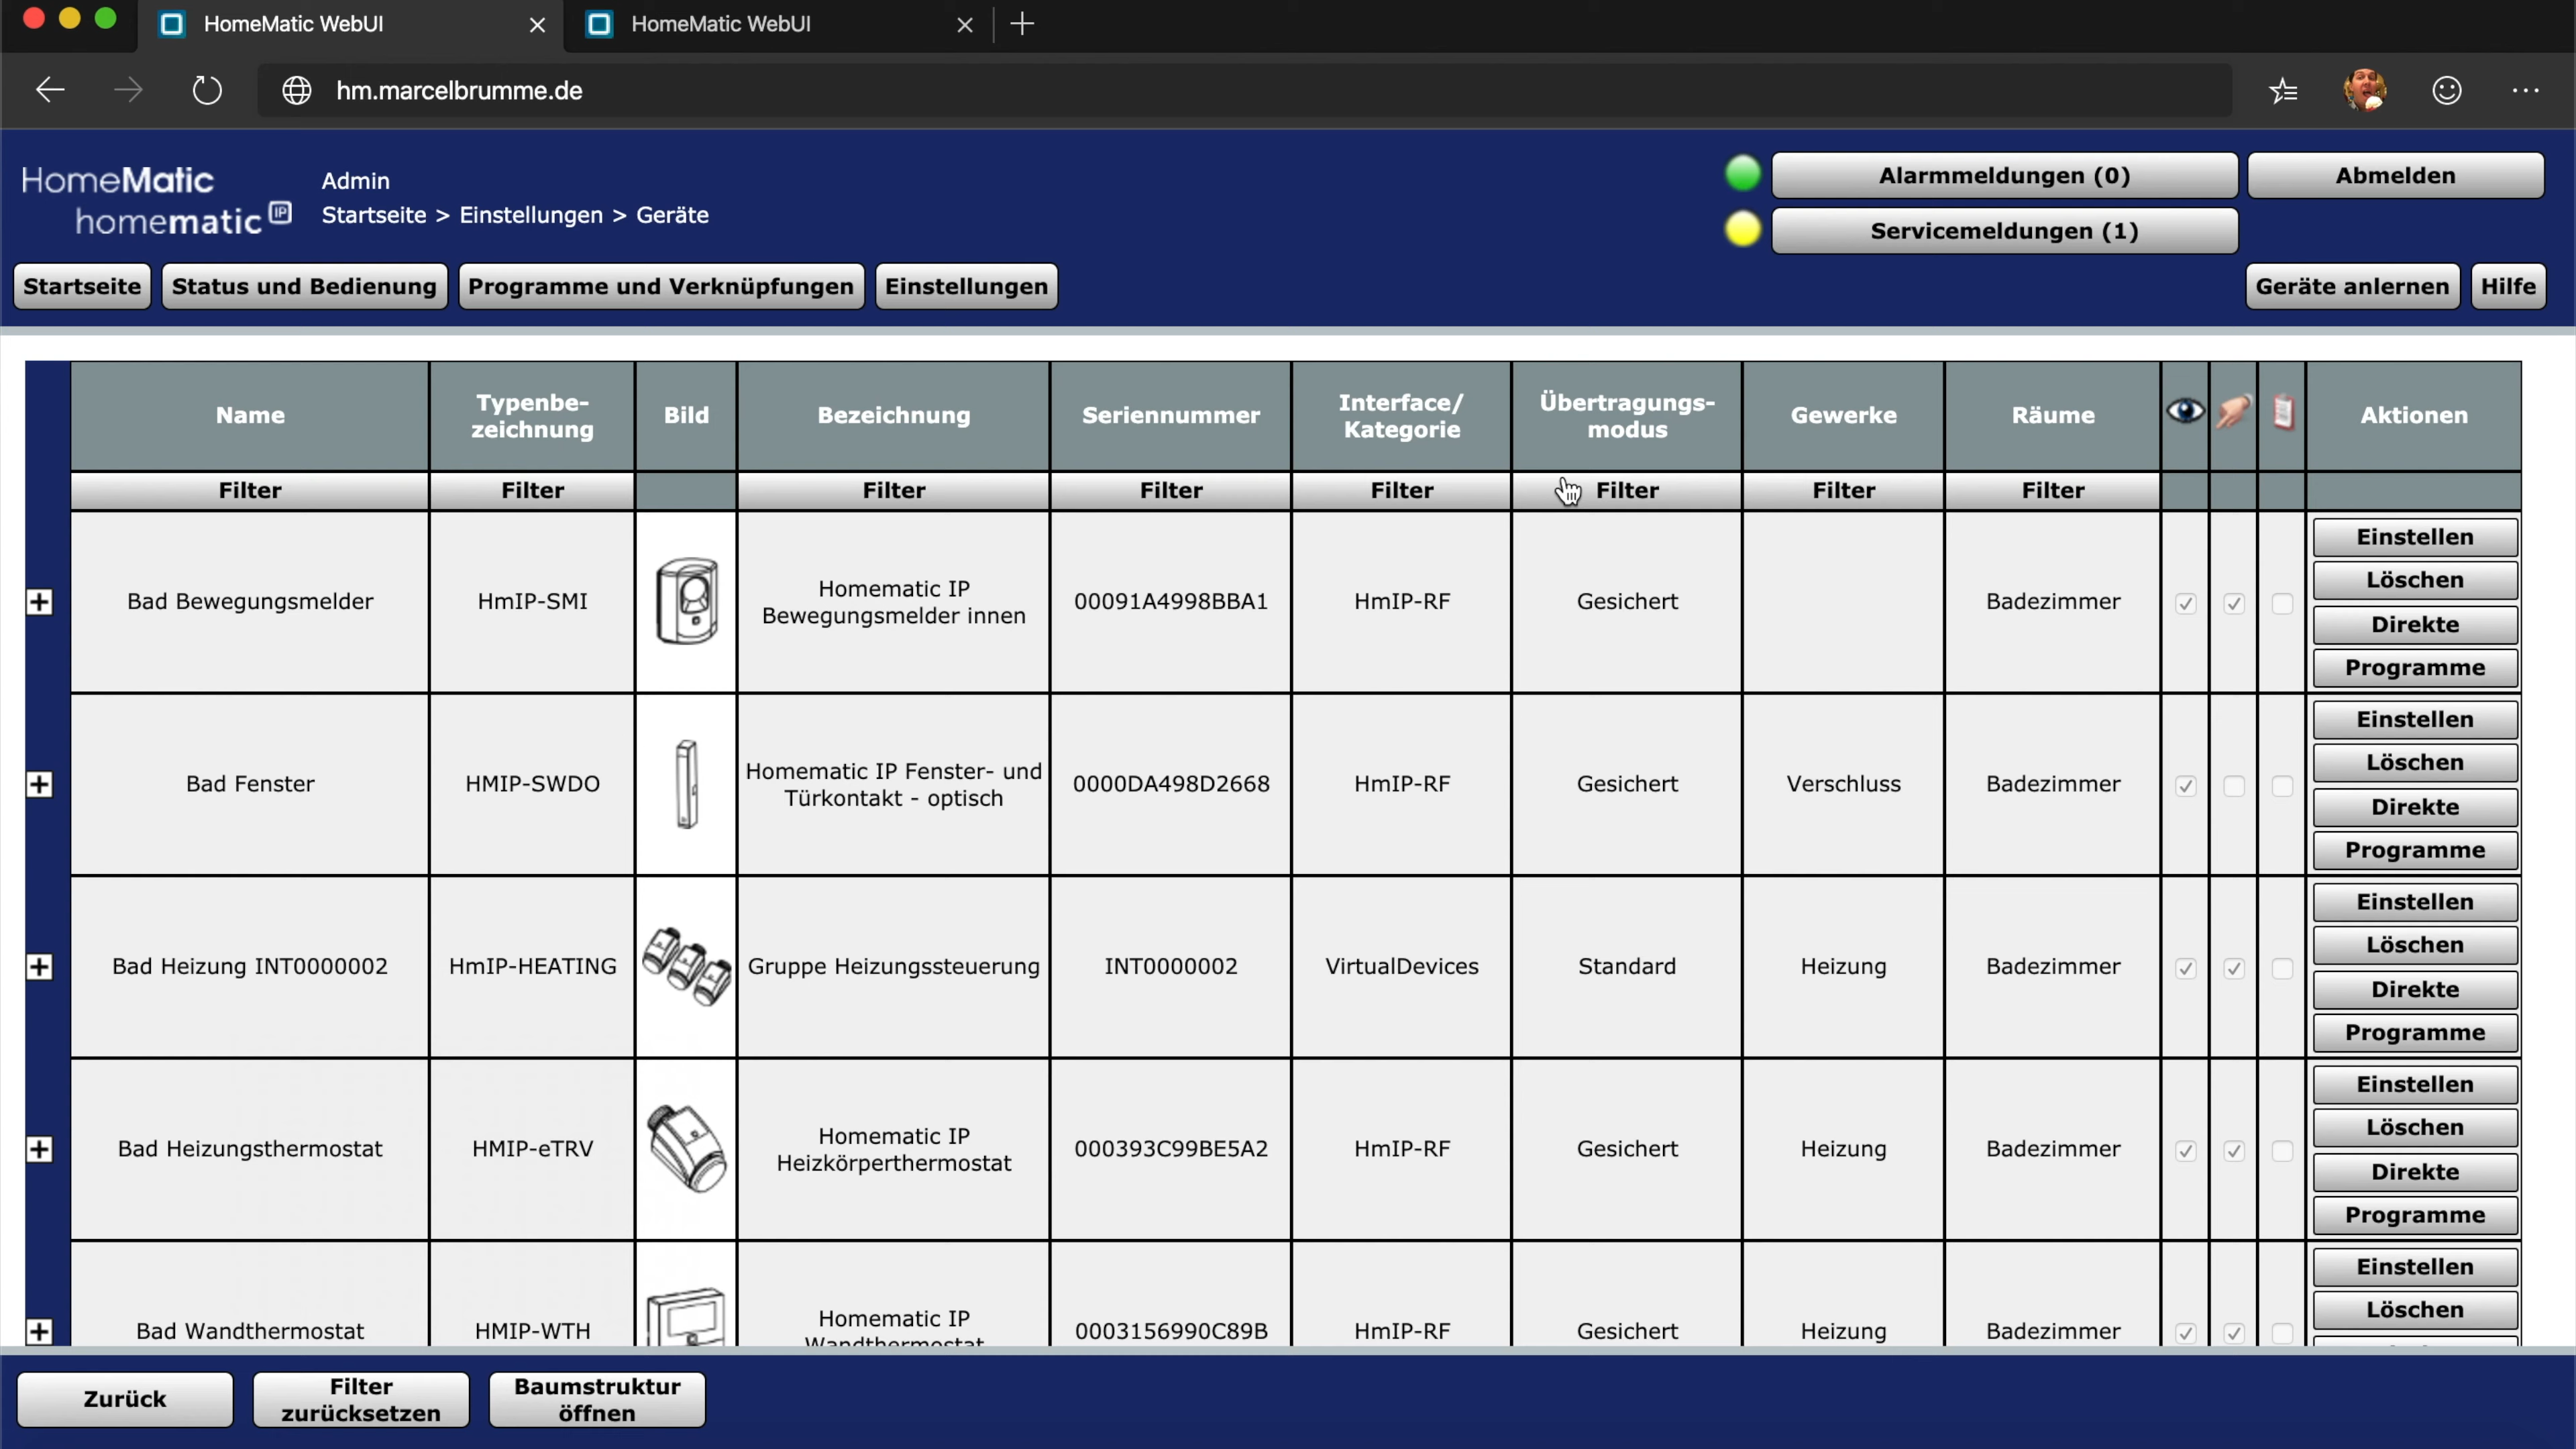 HomeMatic WebUI
HomeMatic WebUI
hm.marcelbrumme.de
HomeMatic
homematic IP
Admin
Startseite > Einstellungen > Geräte
Alarmmeldungen (0)
Abmelden
Servicemeldungen (1)
Startseite
Status und Bedienung
Programme und Verknüpfungen
Einstellungen
Geräte anlernen
Hilfe
Name
Typenbe-
zeichnung
Bild
Bezeichnung
Seriennummer
Interface/
Kategorie
Übertragungs-
modus
Gewerke
Räume
Aktionen
Filter
Filter
Filter
Filter
Filter
Filter
Filter
Filter
Bad Bewegungsmelder
HmIP-SMI
Homematic IP
Bewegungsmelder innen
00091A4998BBA1
HmIP-RF
Gesichert
Badezimmer
Einstellen
Löschen
Direkte
Programme
Bad Fenster
HMIP-SWDO
Homematic IP Fenster- und
Türkontakt - optisch
0000DA498D2668
HmIP-RF
Gesichert
Verschluss
Badezimmer
Einstellen
Löschen
Direkte
Programme
Bad Heizung INT0000002
HmIP-HEATING
Gruppe Heizungssteuerung
INT0000002
VirtualDevices
Standard
Heizung
Badezimmer
Einstellen
Löschen
Direkte
Programme
Bad Heizungsthermostat
HMIP-eTRV
Homematic IP
Heizkörperthermostat
000393C99BE5A2
HmIP-RF
Gesichert
Heizung
Badezimmer
Einstellen
Löschen
Direkte
Programme
Bad Wandthermostat
HMIP-WTH
Homematic IP
Wandthermostat
0003156990C89B
HmIP-RF
Gesichert
Heizung
Badezimmer
Einstellen
Löschen
Zurück
Filter
zurücksetzen
Baumstruktur
öffnen